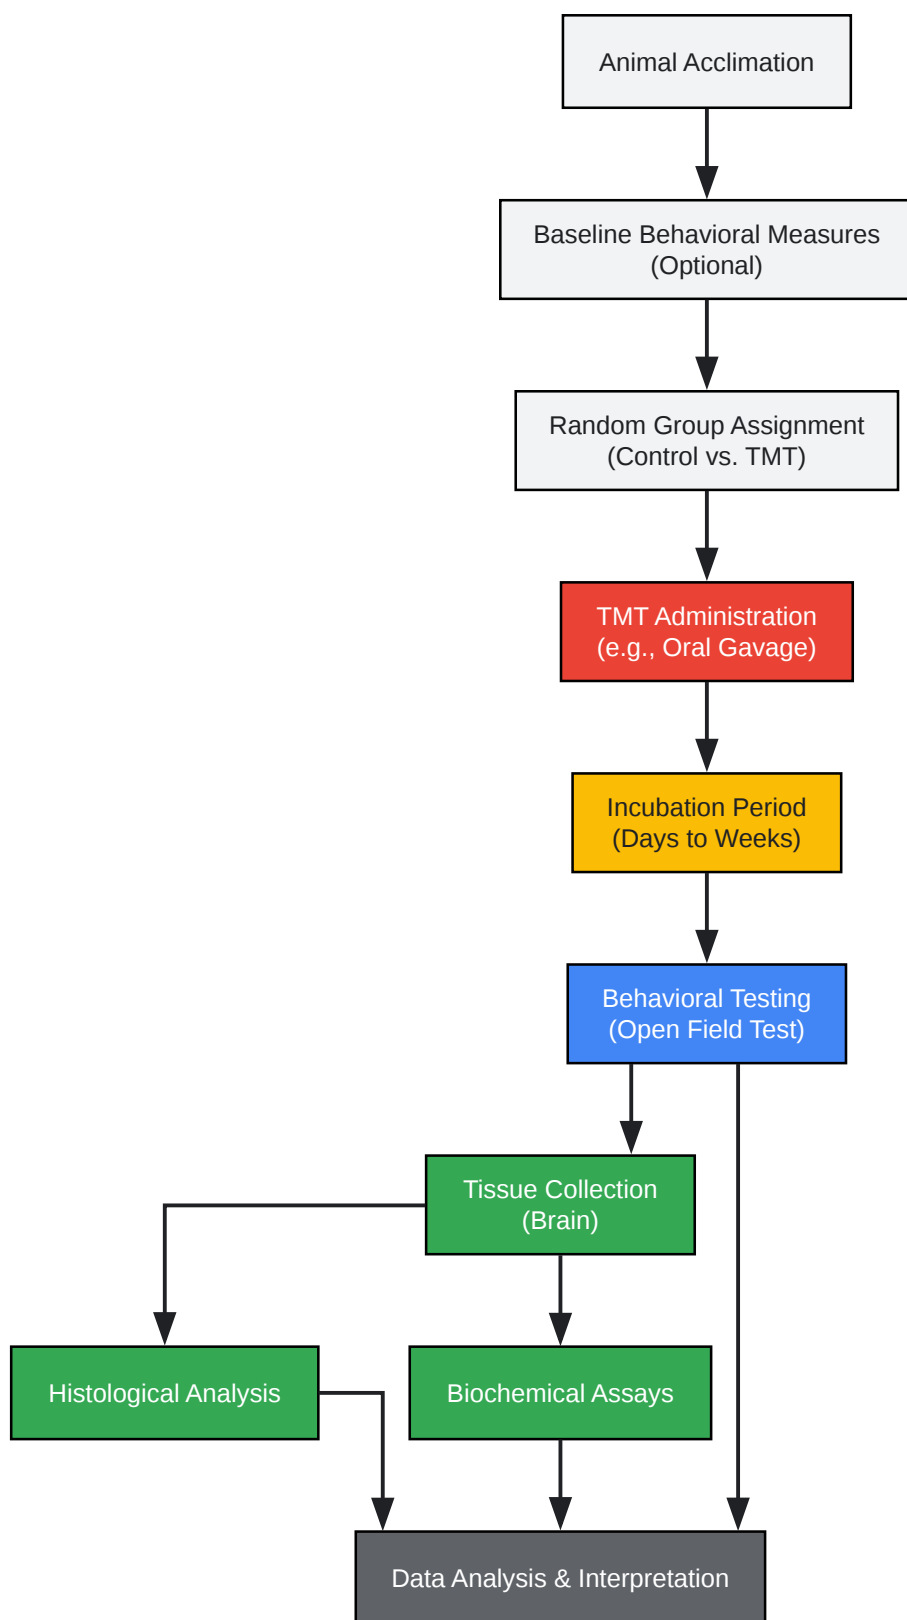 Animal Acclimation
Baseline Behavioral Measures
(Optional)
Random Group Assignment
(Control vs. TMT)
TMT Administration
(e.g., Oral Gavage)
Incubation Period
(Days to Weeks)
Behavioral Testing
(Open Field Test)
Tissue Collection
(Brain)
Histological Analysis
Biochemical Assays
Data Analysis & Interpretation